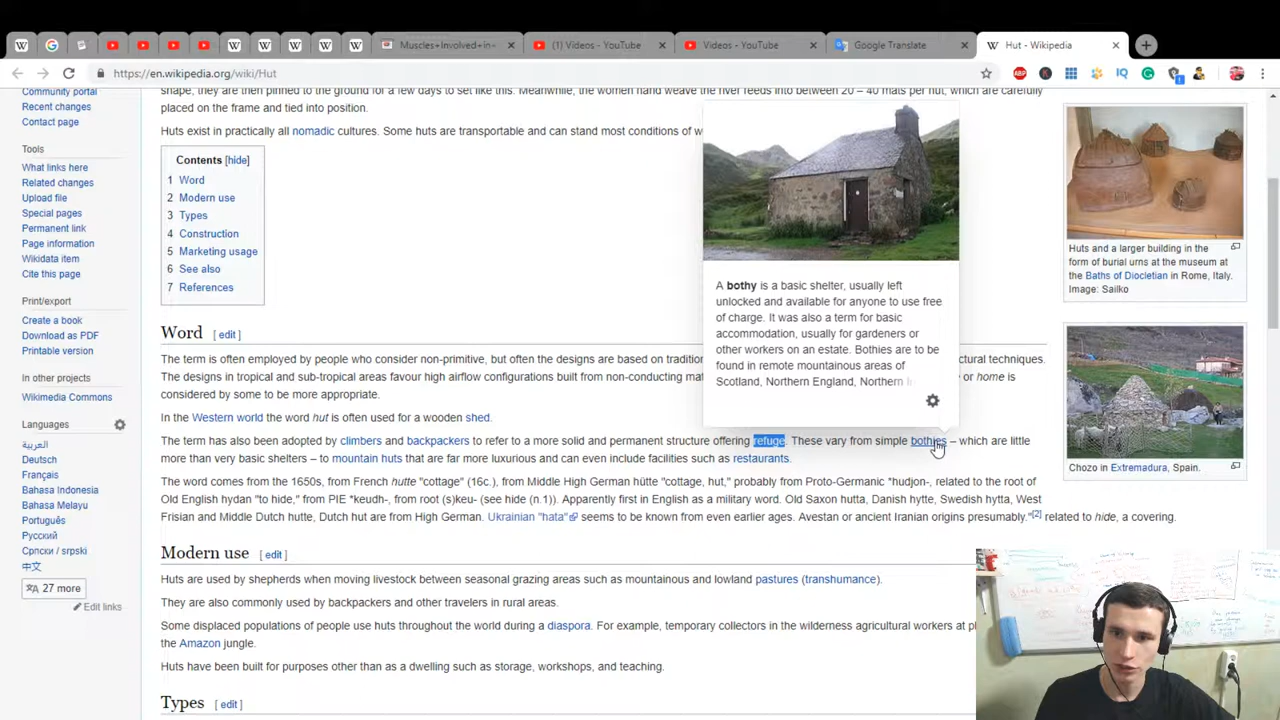 Muscles+Involved+in+
(1) Videos - YouTube
Videos - YouTube
Google Translate
Hut - Wikipedia
https://en.wikipedia.org/wiki/Hut
Community portal
Recent changes
Contact page
Tools
What links here
Related changes
Upload file
Special pages
Permanent link
Page information
Wikidata item
Cite this page
Print/export
Create a book
Download as PDF
Printable version
In other projects
Wikimedia Commons
Languages
العربية
Deutsch
Français
Bahasa Indonesia
Bahasa Melayu
Português
Русский
Српски / srpski
中文
27 more
Edit links
shape, they are then pinned to the ground for a few days to set like this. Meanwhile, the women hand weave the river reeds into between 20 – 40 mats per hut, which are carefully
placed on the frame and tied into position.
Huts exist in practically all nomadic cultures. Some huts are transportable and can stand most conditions of
Contents [hide]
1 Word
2 Modern use
3 Types
4 Construction
5 Marketing usage
6 See also
7 References
Word [ edit ]
The term is often employed by people who consider non-primitive, but often the designs are based on
The designs in tropical and sub-tropical areas favour high airflow configurations built from non-conducting or home is
considered by some to be more appropriate.
In the Western world the word hut is often used for a wooden shed.
The term has also been adopted by climbers and backpackers to refer to a more solid and permanent structure offering refuge. These vary from simple bothies – which are little
more than very basic shelters – to mountain huts that are far more luxurious and can even include facilities such as restaurants.
The word comes from the 1650s, from French hutte "cottage" (16c.), from Middle High German hütte "cottage, hut," probably from Proto-Germanic *hudjon-, related to the root of
Old English hydan "to hide," from PIE *keudh-, from root (s)keu- (see hide (n.1)). Apparently first in English as a military word. Old Saxon hutta, Danish hytte, Swedish hytta, West
Frisian and Middle Dutch hutte, Dutch hut are from High German. Ukrainian "hata" seems to be known from even earlier ages. Avestan or ancient Iranian origins presumably."[2] related to hide, a covering.
Modern use [ edit ]
Huts are used by shepherds when moving livestock between seasonal grazing areas such as mountainous and lowland pastures (transhumance).
They are also commonly used by backpackers and other travelers in rural areas.
Some displaced populations of people use huts throughout the world during a diaspora. For example, temporary collectors in the wilderness agricultural workers at
the Amazon jungle.
Huts have been built for purposes other than as a dwelling such as storage, workshops, and teaching.
Types [ edit ]
A bothy is a basic shelter, usually left
unlocked and available for anyone to use free
of charge. It was also a term for basic
accommodation, usually for gardeners or
other workers on an estate. Bothies are to be
found in remote mountainous areas of
Scotland, Northern England, Northern
Huts and a larger building in the
form of burial urns at the museum at
the Baths of Diocletian in Rome, Italy.
Image: Sailko
Chozo in Extremadura, Spain.